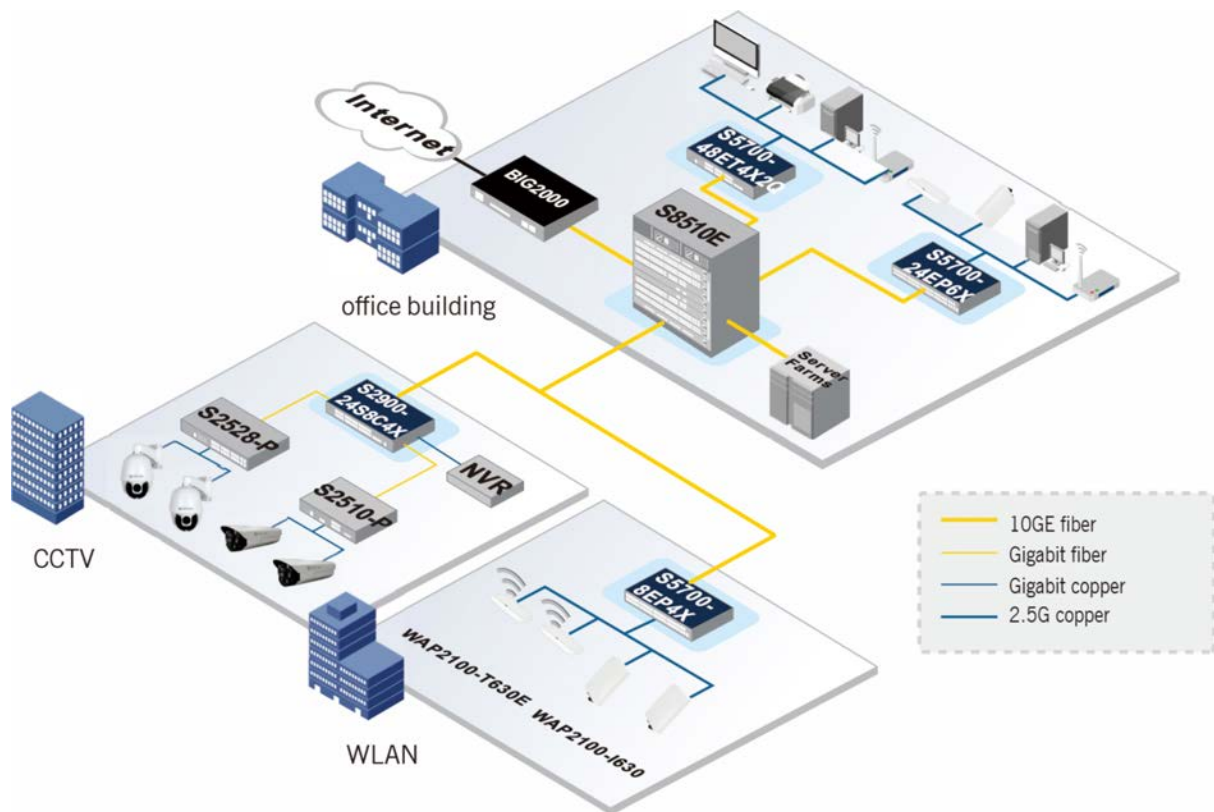 Internet
BIG2000
S5700-
48ET4X2Q
S8510E
S5700-
24EP6X
office building
Server
Farms
S2900-
24S8C4X
S2528-P
NVR
S2510-P
CCTV
10GE fiber
Gigabit fiber
Gigabit copper
2.5G copper
S5700-
8EP4X
WAP2100-T630E
WAP2100-I630
WLAN